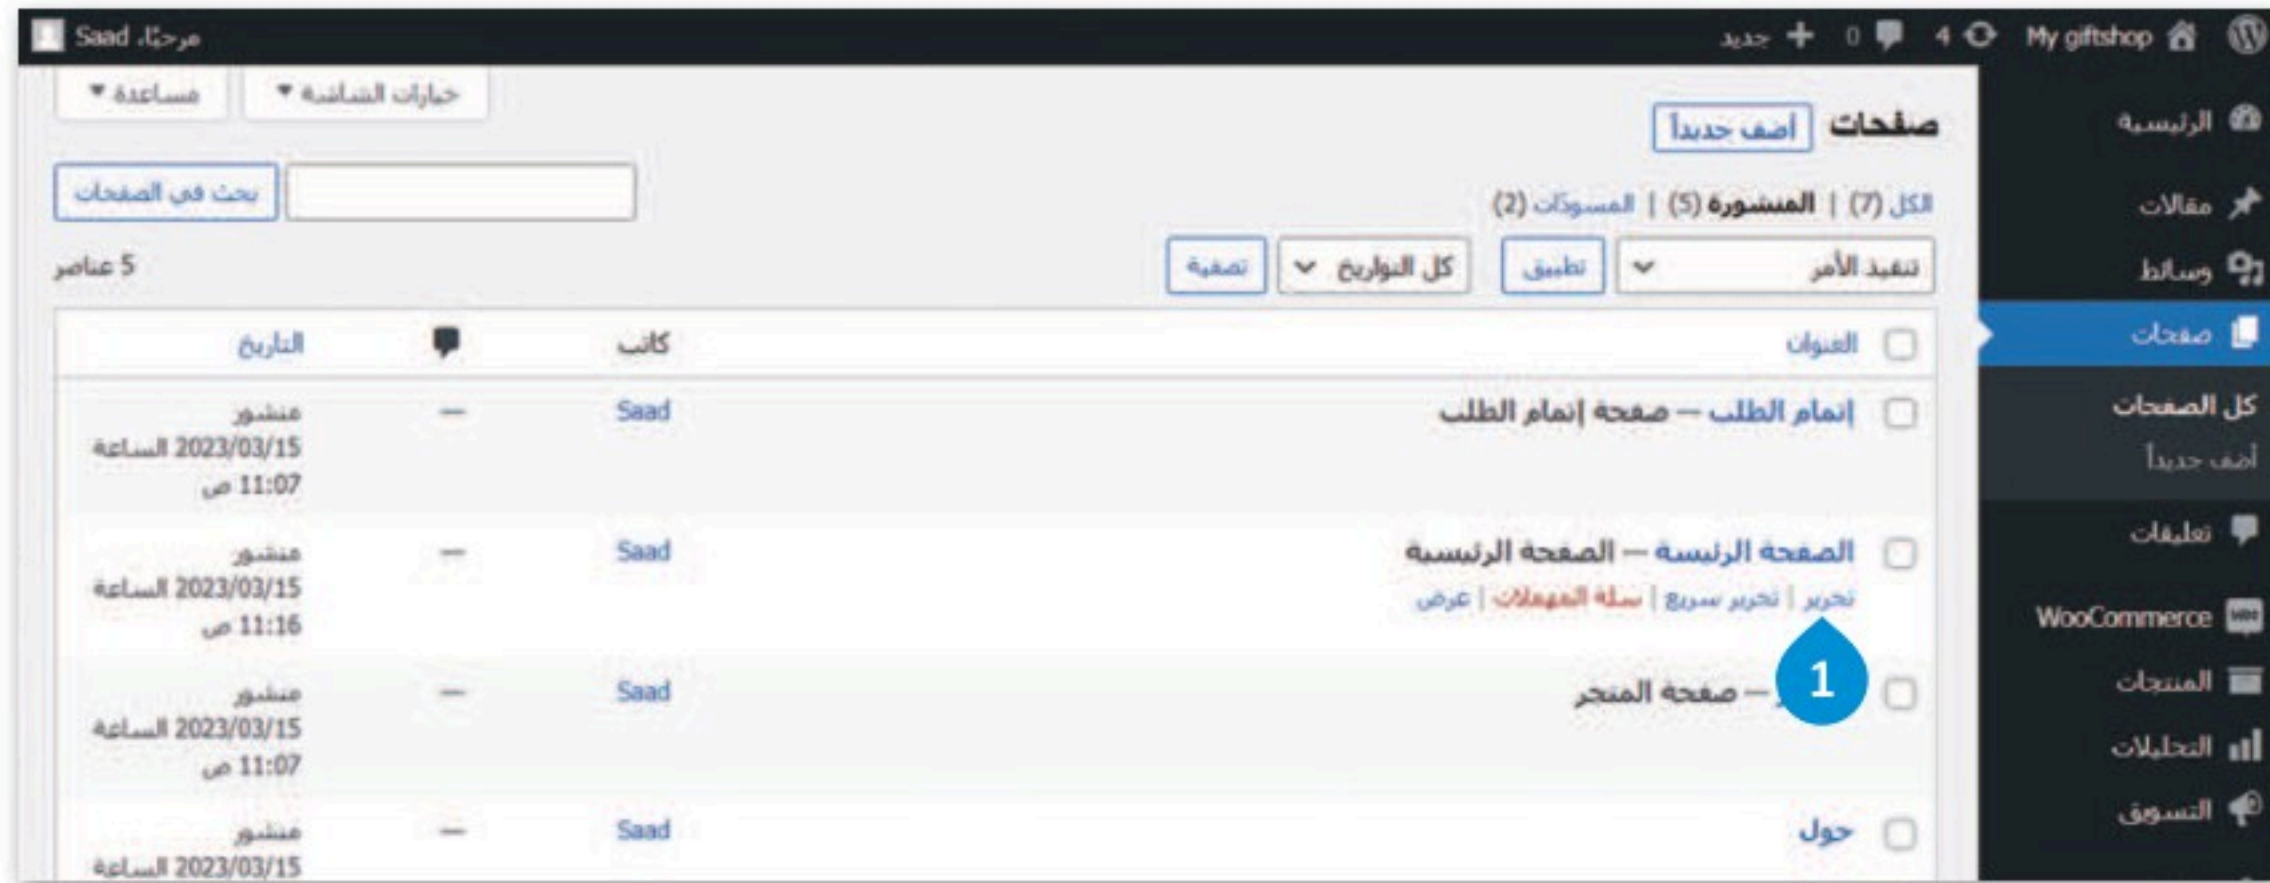 My giftshop 4 0 + جديد مرحبًا، Saad
خيارات الشاشة مساعدة
صفحات أضف جديداً
الكل (7) | المنشورة (5) | المسودّات (2)
بحث في الصفحات
تنفيذ الأمر تطبيق كل التواريخ تصفية
5 عناصر
العنوان كاتب التاريخ
إتمام الطلب — صفحة إتمام الطلب Saad — منشور
2023/03/15 الساعة
11:07 ص
الصفحة الرئيسة — الصفحة الرئيسية Saad — منشور
2023/03/15 الساعة
11:16 ص
تحرير | تحرير سريع | سلة المهملات | عرض
1
— صفحة المتجر Saad — منشور
2023/03/15 الساعة
11:07 ص
حول Saad — منشور
2023/03/15 الساعة
الرئيسية
مقالات
وسائط
صفحات
كل الصفحات
أضف جديداً
تعليقات
WooCommerce
المنتجات
التحليلات
التسويق